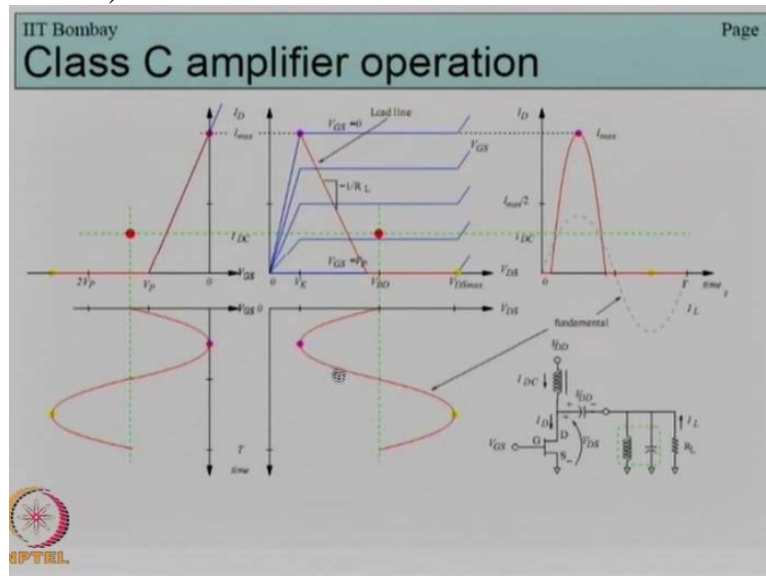 IIT Bombay
Page
Class C amplifier operation
I_D
I_max
I_DC
2V_P
V_P
0
V_GS
I_D
Load line
V_GS=0
V_GS
-1/R_L
V_GS=V_P
0
V_K
V_DD
V_DSmax
V_DS
I_D
I_max
I_max/2
I_DC
0
T
time
I_L
V_GS
T
time
0
V_DS
time
fundamental
V_DD
I_DC
V_DD
+
-
I_D
I_L
V_GS
G
D
S
V_DS
R_L
NPTEL